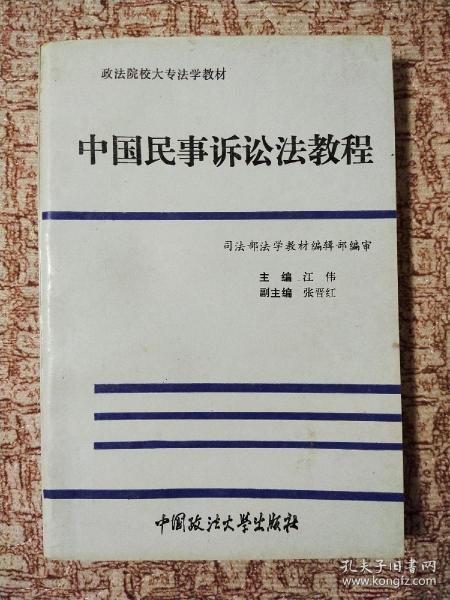 政法院校大专法学教材
中国民事诉讼法教程
司法部法学教材编辑部编审
主 编 江 伟
副主编 张晋红
中国政法大学出版社
孔夫子旧书网
www.kongfz.com